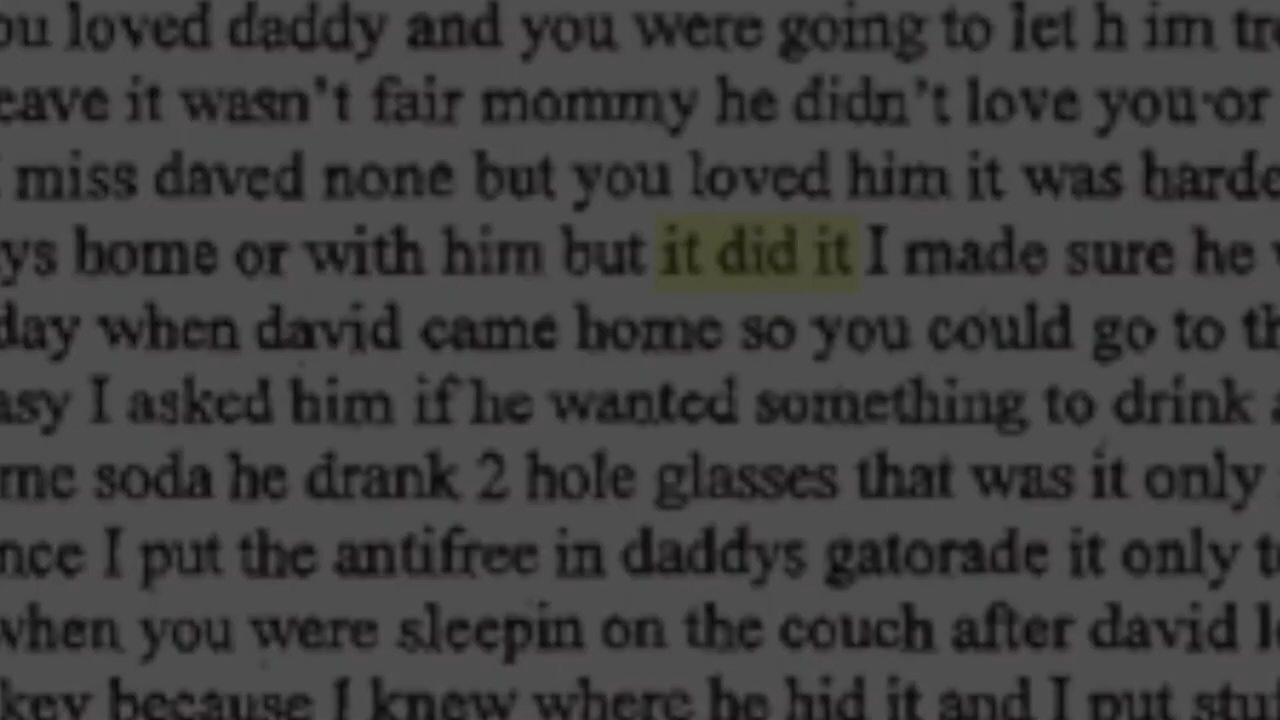 ou loved daddy and you were going to let h im tre
eave it wasn't fair mommy he didn't love you or
miss daved none but you loved him it was harde
ys home or with him but it did it I made sure he
day when david came home so you could go to th
asy I asked him if he wanted something to drink a
me soda he drank 2 hole glasses that was it only
nce I put the antifree in daddys gatorade it only t
when you were sleepin on the couch after david l
key because I knew where he hid it and I put stuf